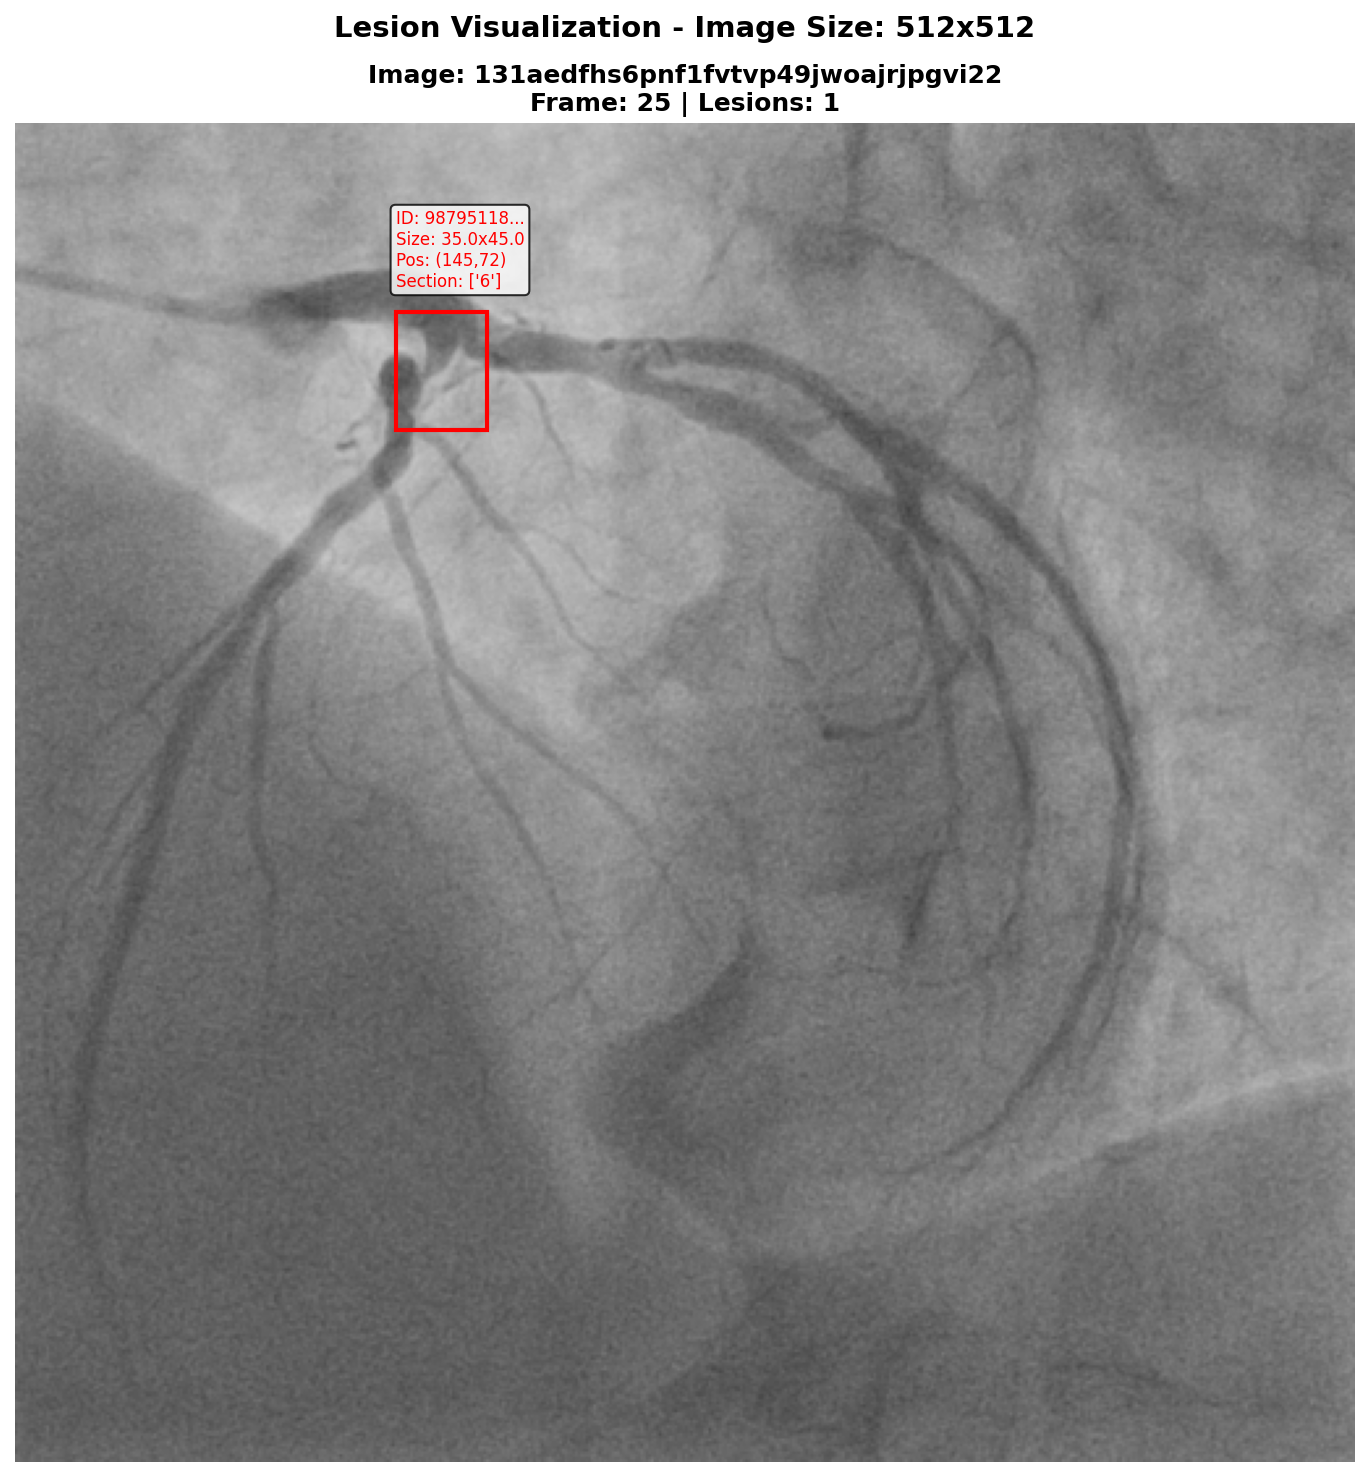 Lesion Visualization - Image Size: 512x512
Image: 131aedfhs6pnf1fvtvp49jwoajrjpgvi22
Frame: 25 | Lesions: 1
ID: 98795118...
Size: 35.0x45.0
Pos: (145,72)
Section: ['6']